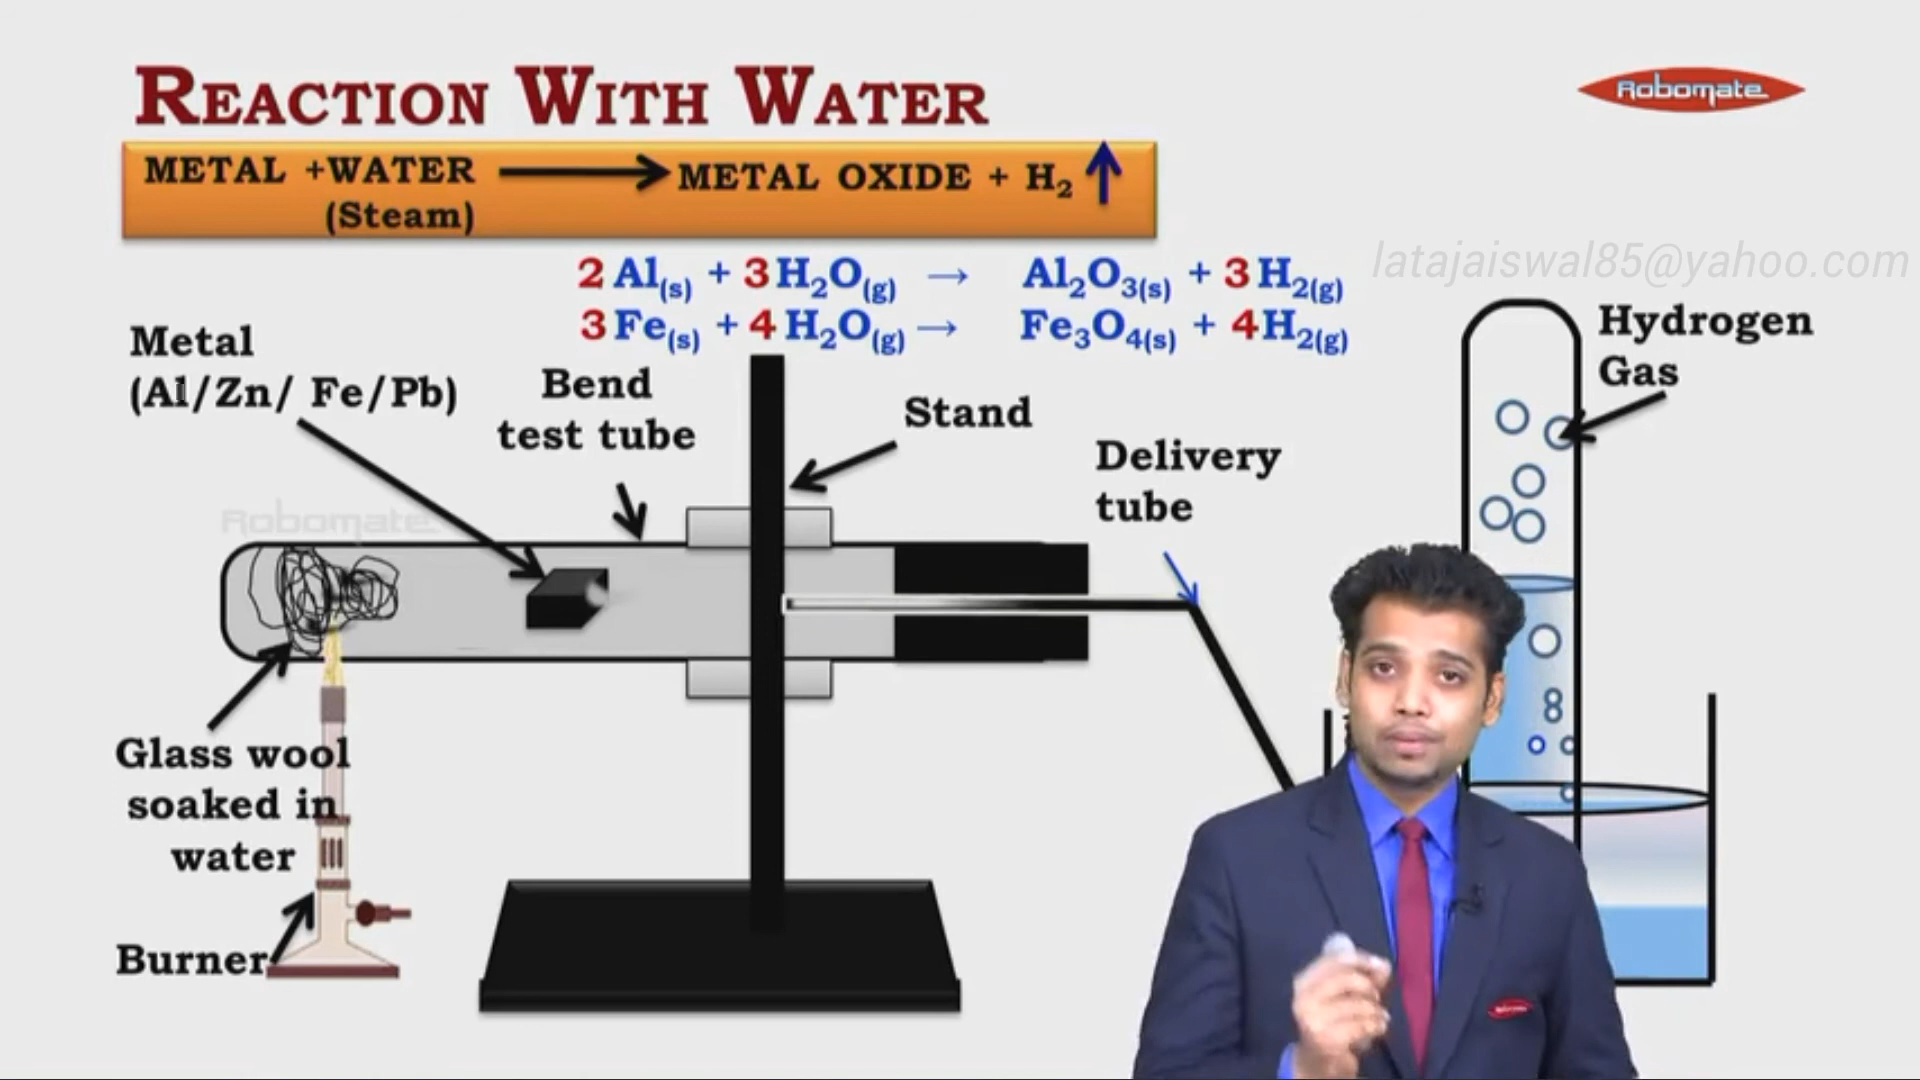 REACTION WITH WATER
Robomate
METAL +WATER → METAL OXIDE + H₂ ↑
(Steam)
latajaiswal85@yahoo.com
2 Al(s) + 3 H₂O(g) → Al₂O₃(s) + 3 H₂(g)
3 Fe(s) + 4 H₂O(g) → Fe₃O₄(s) + 4H₂(g)
Metal
(Al/Zn/ Fe/Pb)
Bend
test tube
Stand
Delivery
tube
Hydrogen
Gas
Robomate
Glass wool
soaked in
water
Burner